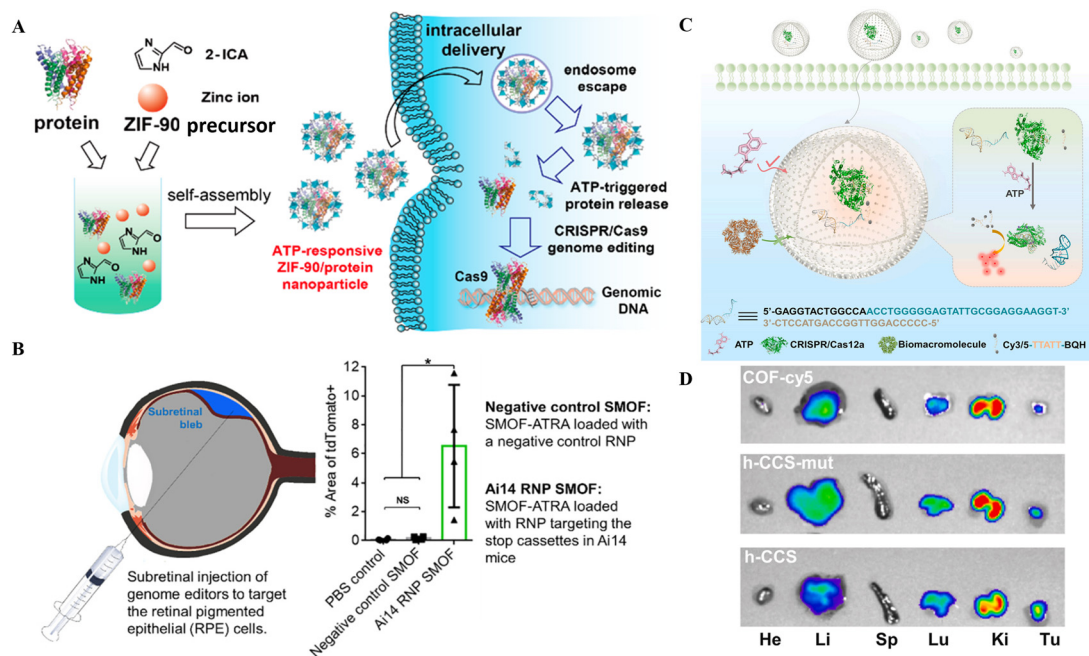 A
protein
2-ICA
NH
Zinc ion
ZIF-90 precursor
self-assembly
NH
NH
ATP-responsive
ZIF-90/protein
nanoparticle
intracellular
delivery
endosome
escape
ATP-triggered
protein release
CRISPR/Cas9
genome editing
Cas9
Genomic
DNA
B
Subretinal
bleb
Subretinal injection of
genome editors to target
the retinal pigmented
epithelial (RPE) cells.
% Area of tdTomato+
12
10
8
6
4
2
0
*
NS
PBS control
Negative control SMOF
Ai14 RNP SMOF
Negative control SMOF:
SMOF-ATRA loaded with
a negative control RNP
Ai14 RNP SMOF:
SMOF-ATRA loaded
with RNP targeting the
stop cassettes in Ai14
mice
C
ATP
5'-GAGGTACTGGCCAACCTGGGGGAGTATTGCGGAGGAAGGT-3'
3'-CTCCATGACCGGTTGGACCCCC-5'
ATP
CRISPR/Cas12a
Biomacromolecule
Cy3/5-TTATT-BQH
D
COF-cy5
h-CCS-mut
h-CCS
He Li Sp Lu Ki Tu